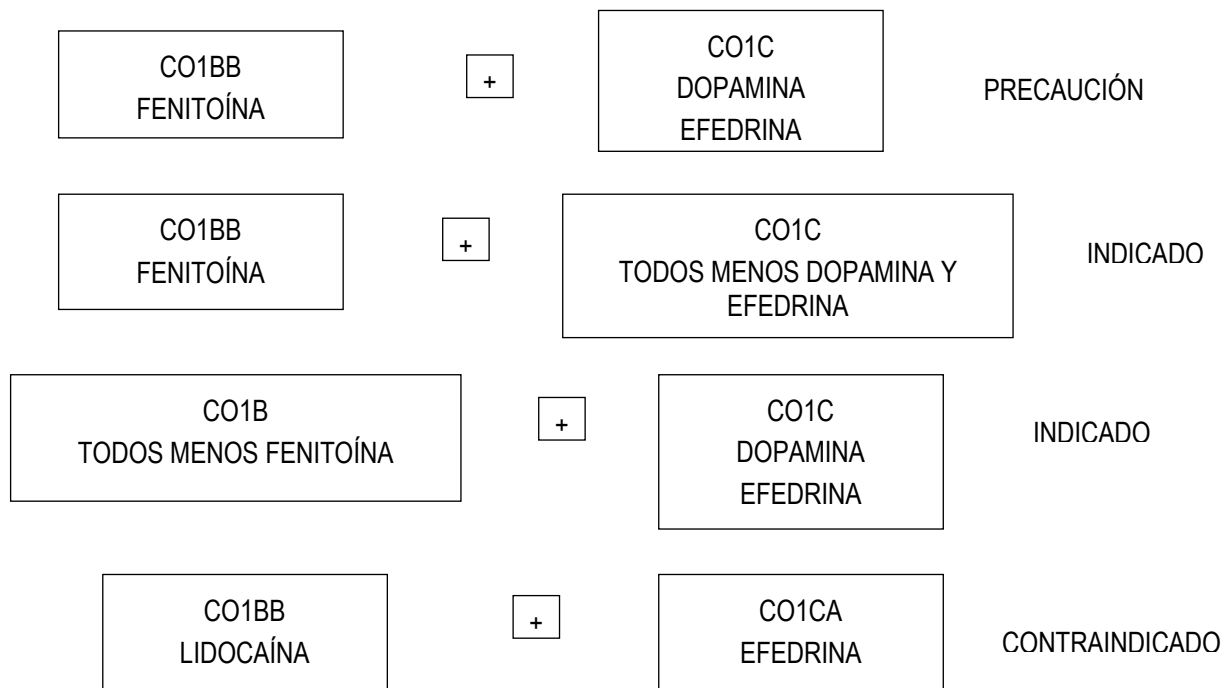 CO1BB
FENITOÍNA
+
CO1C
DOPAMINA
EFEDRINA
PRECAUCIÓN
CO1BB
FENITOÍNA
+
CO1C
TODOS MENOS DOPAMINA Y
EFEDRINA
INDICADO
CO1B
TODOS MENOS FENITOÍNA
+
CO1C
DOPAMINA
EFEDRINA
INDICADO
CO1BB
LIDOCAÍNA
+
CO1CA
EFEDRINA
CONTRAINDICADO